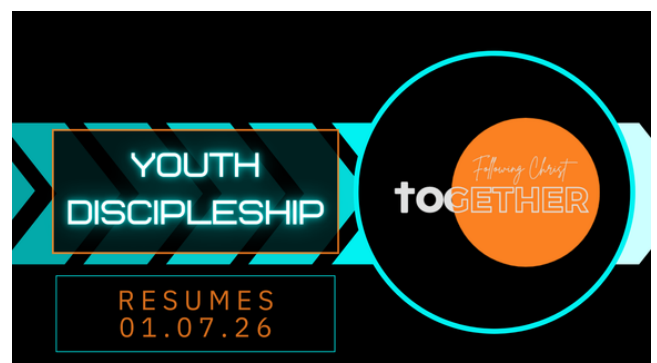 YOUTH
DISCIPLESHIP
RESUMES
01.07.26
Following Christ
toGETHER